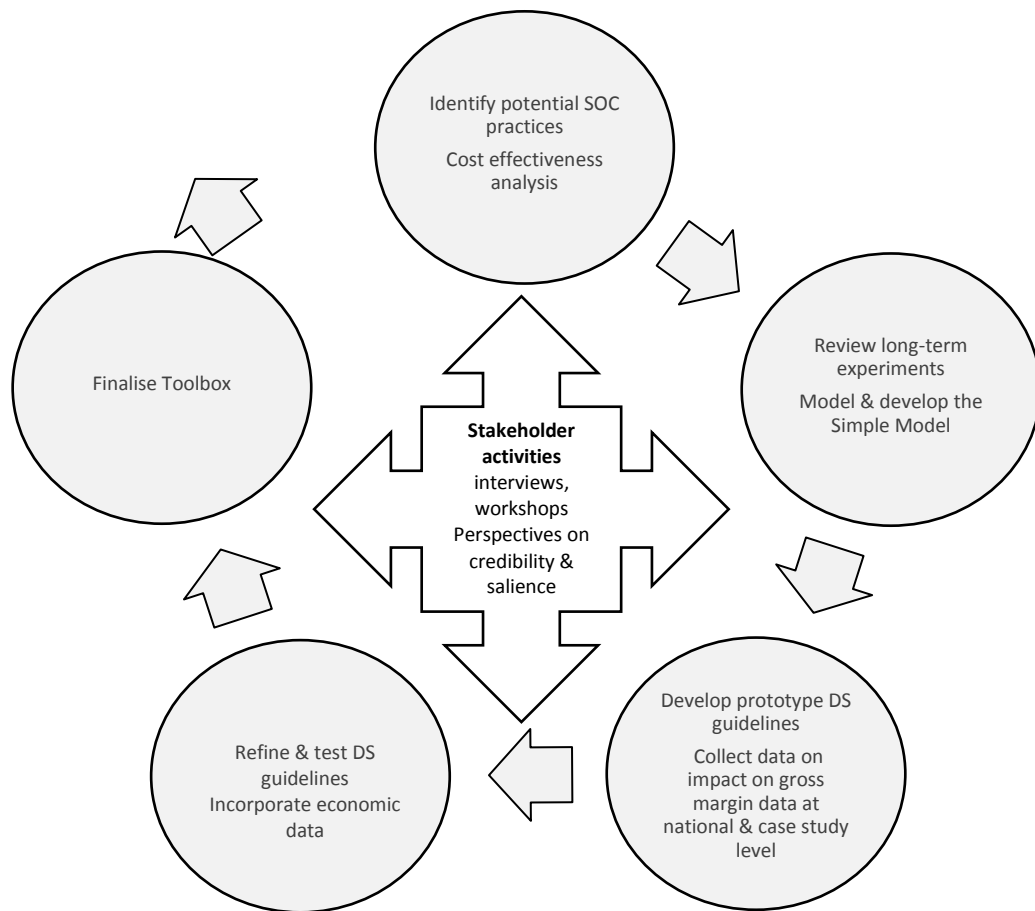 Identify potential SOC
practices
Cost effectiveness
analysis
Review long-term
experiments
Model & develop the
Simple Model
Develop prototype DS
guidelines
Collect data on
impact on gross
margin data at
national & case study
level
Refine & test DS
guidelines
Incorporate economic
data
Finalise Toolbox
Stakeholder
activities
interviews,
workshops
Perspectives on
credibility &
salience